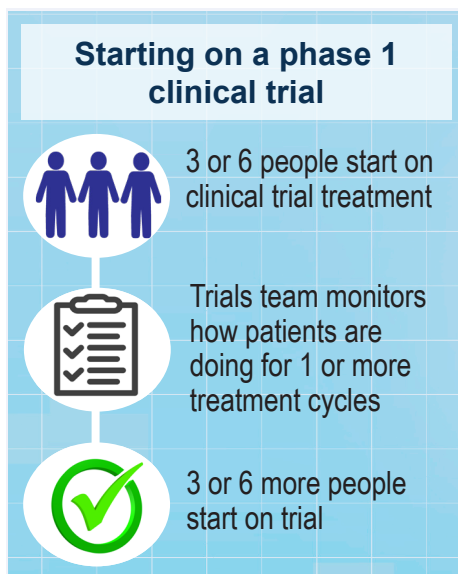 Starting on a phase 1
clinical trial
3 or 6 people start on
clinical trial treatment
Trials team monitors
how patients are
doing for 1 or more
treatment cycles
3 or 6 more people
start on trial